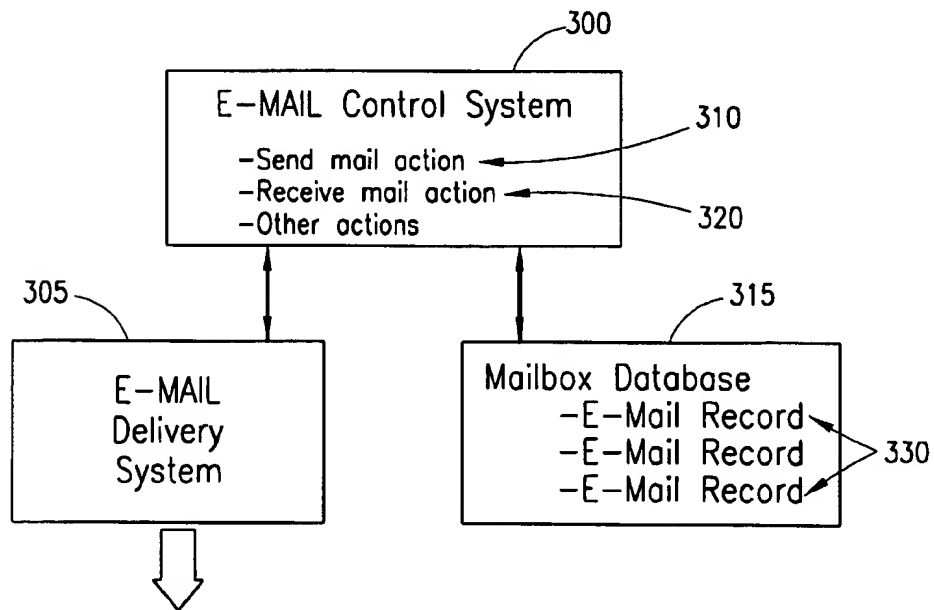 300
E-MAIL Control System
310
-Send mail action
-Receive mail action
320
-Other actions
305
315
E-MAIL
Delivery
System
Mailbox Database
-E-Mail Record
-E-Mail Record
330
-E-Mail Record